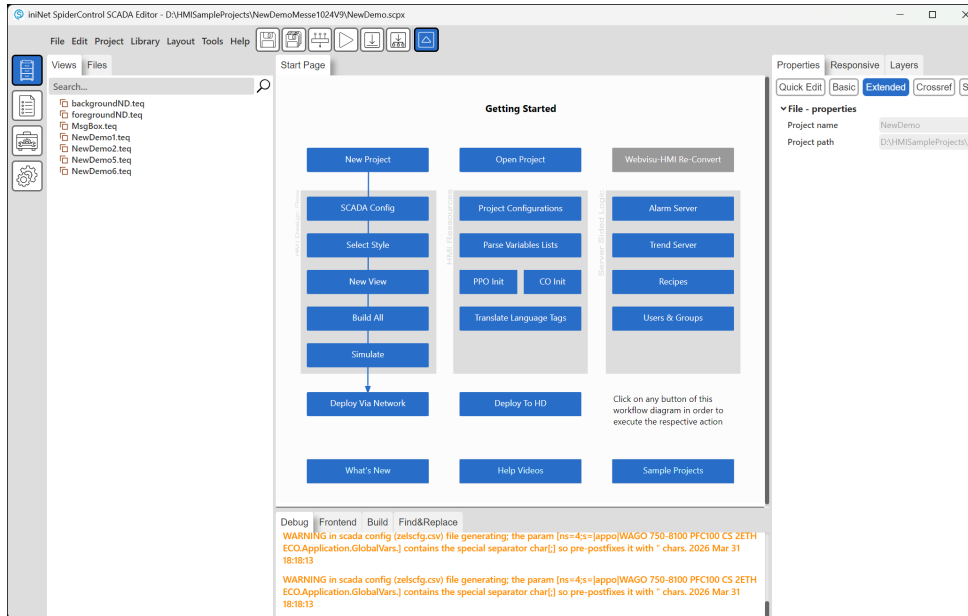 iniNet SpiderControl SCADA Editor - D:\HMISampleProjects\NewDemoMesse1024V9\NewDemo.scpx
File Edit Project Library Layout Tools Help
Views Files
Search...
backgroundND.teq
foregroundND.teq
MsgBox.teq
NewDemo1.teq
NewDemo2.teq
NewDemo5.teq
NewDemo6.teq
Start Page
Getting Started
New Project Open Project Webvisu-HMI Re-Convert
HMI Ressources Server Sided Logic
SCADA Config Project Configurations Alarm Server
Select Style Parse Variables Lists Trend Server
New View PPO Init CO Init Recipes
Build All Translate Language Tags Users & Groups
Simulate
Deploy Via Network Deploy To HD
Click on any button of this
workflow diagram in order to
execute the respective action
What's New Help Videos Sample Projects
Debug Frontend Build Find&Replace
WARNING in scada config (zelscfg.csv) file generating; the param [ns=4;s=|appo|WAGO 750-8100 PFC100 CS 2ETH
ECO.Application.GlobalVars.] contains the special separator char[;] so pre-postfixes it with " chars. 2026 Mar 31
18:18:13
WARNING in scada config (zelscfg.csv) file generating; the param [ns=4;s=|appo|WAGO 750-8100 PFC100 CS 2ETH
ECO.Application.GlobalVars.] contains the special separator char[;] so pre-postfixes it with " chars. 2026 Mar 31
18:18:13
Properties Responsive Layers
Quick Edit Basic Extended Crossref S
File - properties
Project name NewDemo
Project path D:\HMISampleProjects\